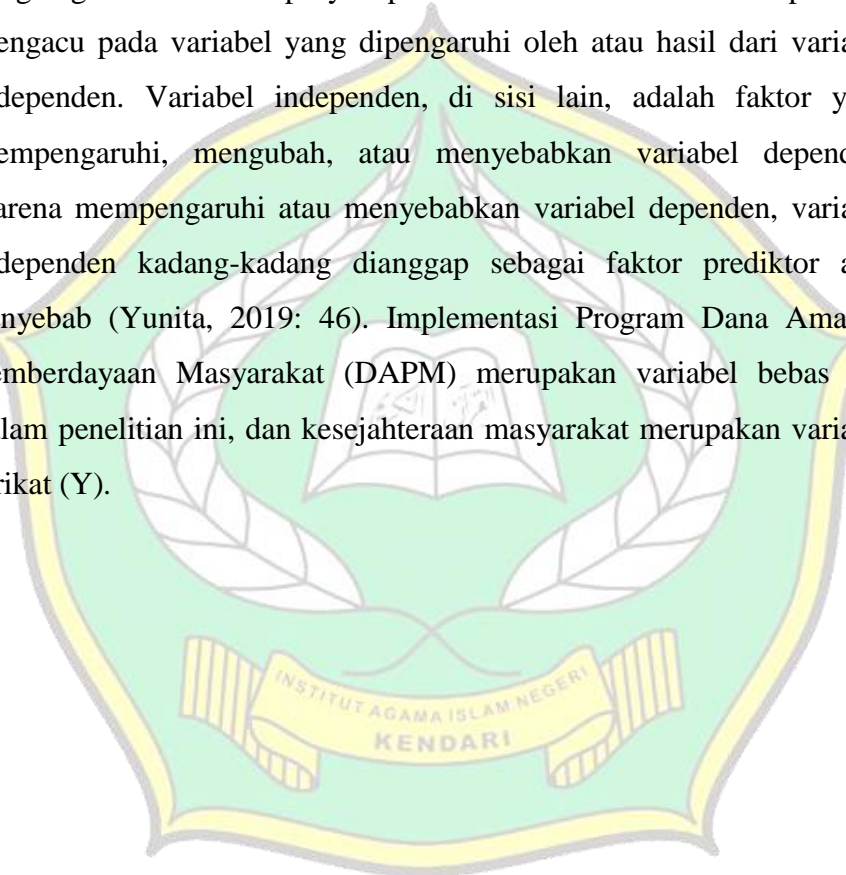 engacu pada variabel yang dipengaruhi oleh atau hasil dari varia
dependen. Variabel independen, di sisi lain, adalah faktor y
empengaruhi, mengubah, atau menyebabkan variabel depend
arena mempengaruhi atau menyebabkan variabel dependen, varia
dependen kadang-kadang dianggap sebagai faktor prediktor a
nyebab (Yunita, 2019: 46). Implementasi Program Dana Ama
emberdayaan Masyarakat (DAPM) merupakan variabel bebas
lam penelitian ini, dan kesejahteraan masyarakat merupakan varia
rikat (Y).
INSTITUT AGAMA ISLAM NEGERI
KENDARI